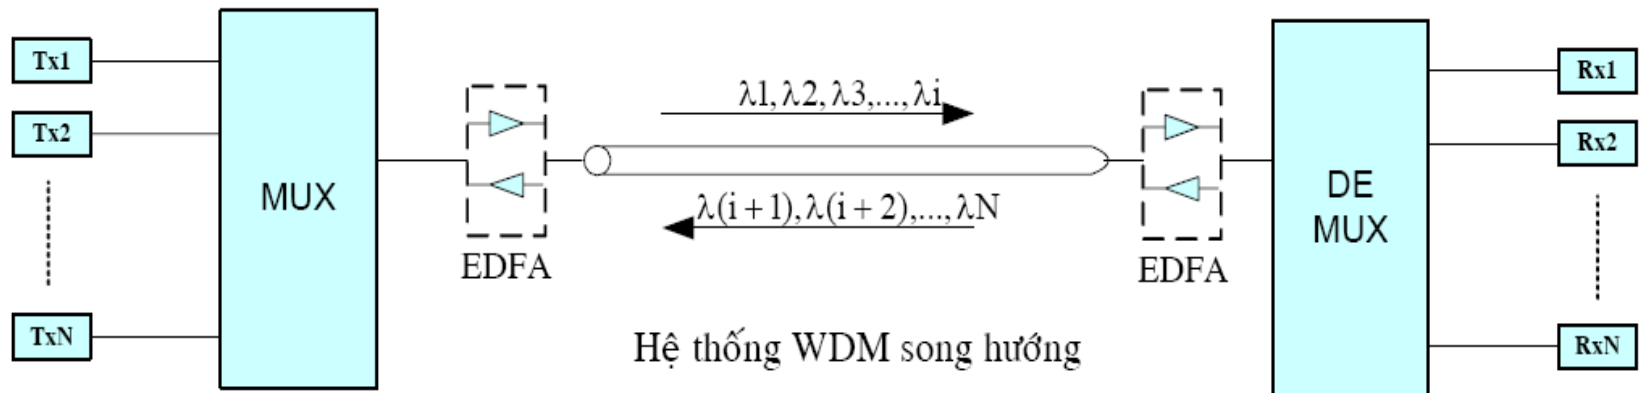 Tx1
Tx2
TxN
MUX
EDFA
λ1, λ2, λ3,..., λi
λ(i + 1), λ(i + 2),..., λN
EDFA
DE
MUX
Rx1
Rx2
RxN
Hệ thống WDM song hướng